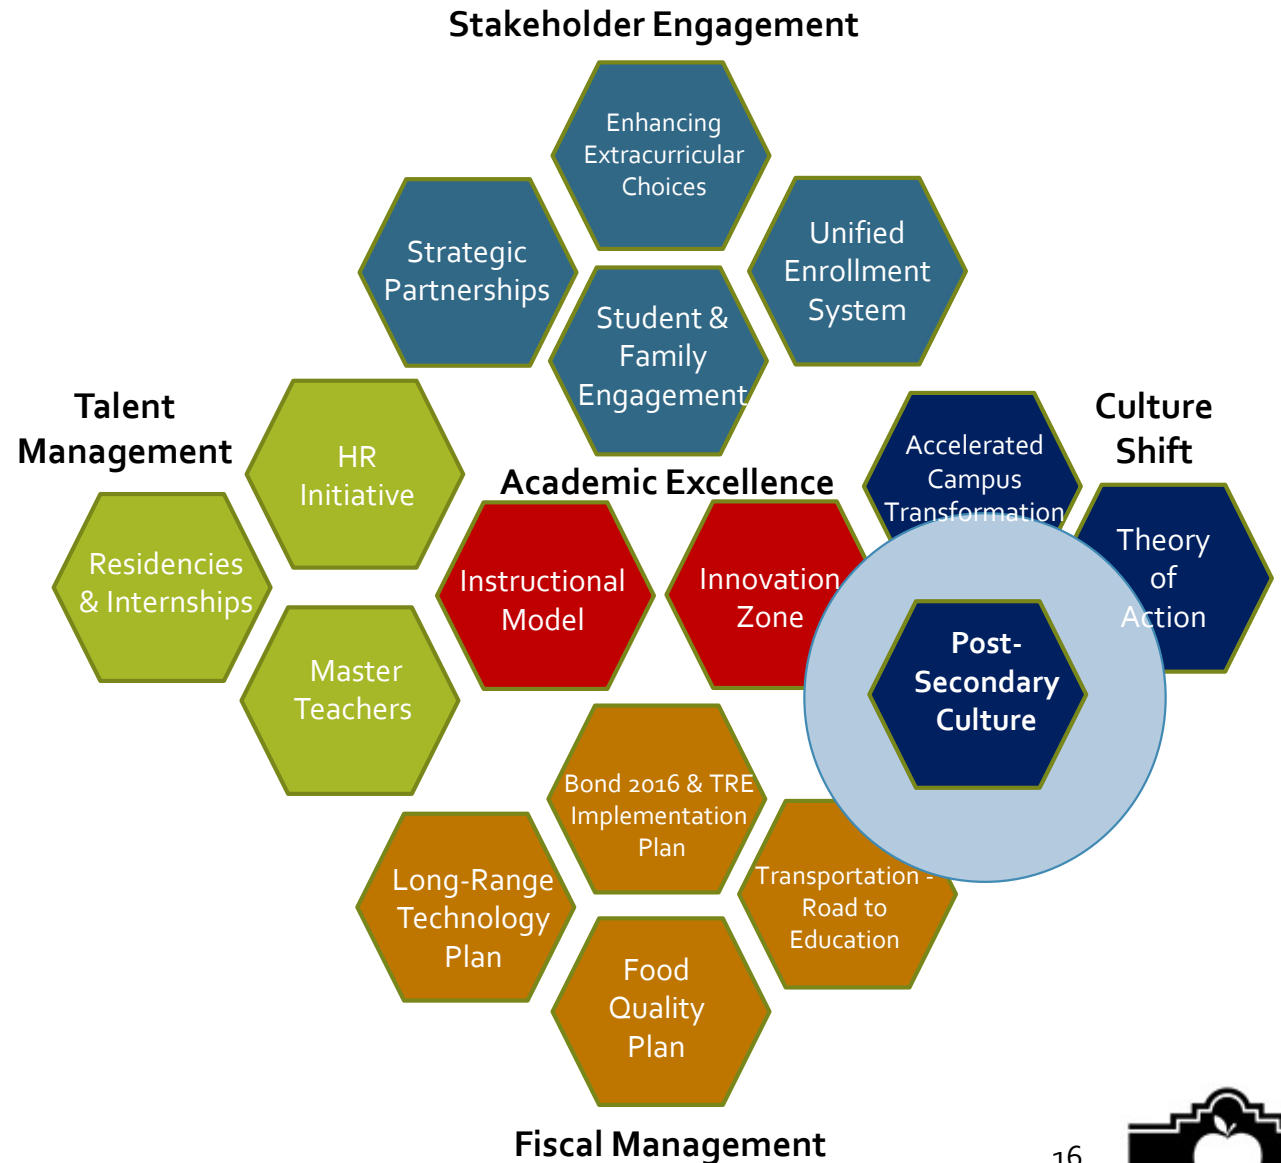 Stakeholder Engagement
Enhancing
Extracurricular
Choices
Strategic
Partnerships
Unified
Enrollment
System
Student &
Family
Engagement
Talent
Management
HR
Initiative
Residencies
& Internships
Master
Teachers
Academic Excellence
Instructional
Model
Innovation
Zone
Culture
Shift
Accelerated
Campus
Transformation
Theory
of
Action
Post-
Secondary
Culture
Bond 2016 & TRE
Implementation
Plan
Long-Range
Technology
Plan
Transportation -
Road to
Education
Food
Quality
Plan
Fiscal Management
16